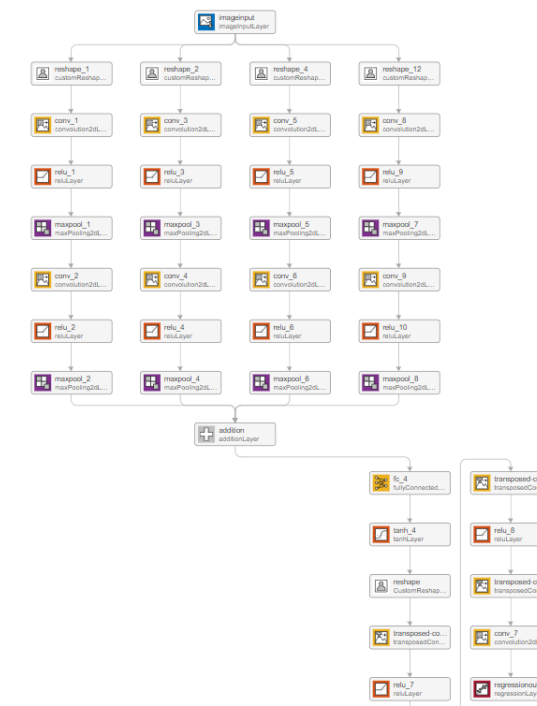 imageinput
imageInputLayer
reshape_1
customReshap...
reshape_2
customReshap...
reshape_4
customReshap...
reshape_12
customReshap...
conv_1
convolution2dL...
conv_3
convolution2dL...
conv_5
convolution2dL...
conv_8
convolution2dL...
relu_1
reluLayer
relu_3
reluLayer
relu_5
reluLayer
relu_9
reluLayer
maxpool_1
maxPooling2dL...
maxpool_3
maxPooling2dL...
maxpool_5
maxPooling2dL...
maxpool_7
maxPooling2dL...
conv_2
convolution2dL...
conv_4
convolution2dL...
conv_6
convolution2dL...
conv_9
convolution2dL...
relu_2
reluLayer
relu_4
reluLayer
relu_6
reluLayer
relu_10
reluLayer
maxpool_2
maxPooling2dL...
maxpool_4
maxPooling2dL...
maxpool_6
maxPooling2dL...
maxpool_8
maxPooling2dL...
addition
additionLayer
fc_4
fullyConnected...
transposed-co
transposedCo
tanh_4
tanhLayer
relu_8
reluLayer
reshape
CustomReshap...
transposed-c
transposedCo
transposed-co...
transposedCon...
conv_7
convolution2d
relu_7
reluLayer
regressionou
regressionLay